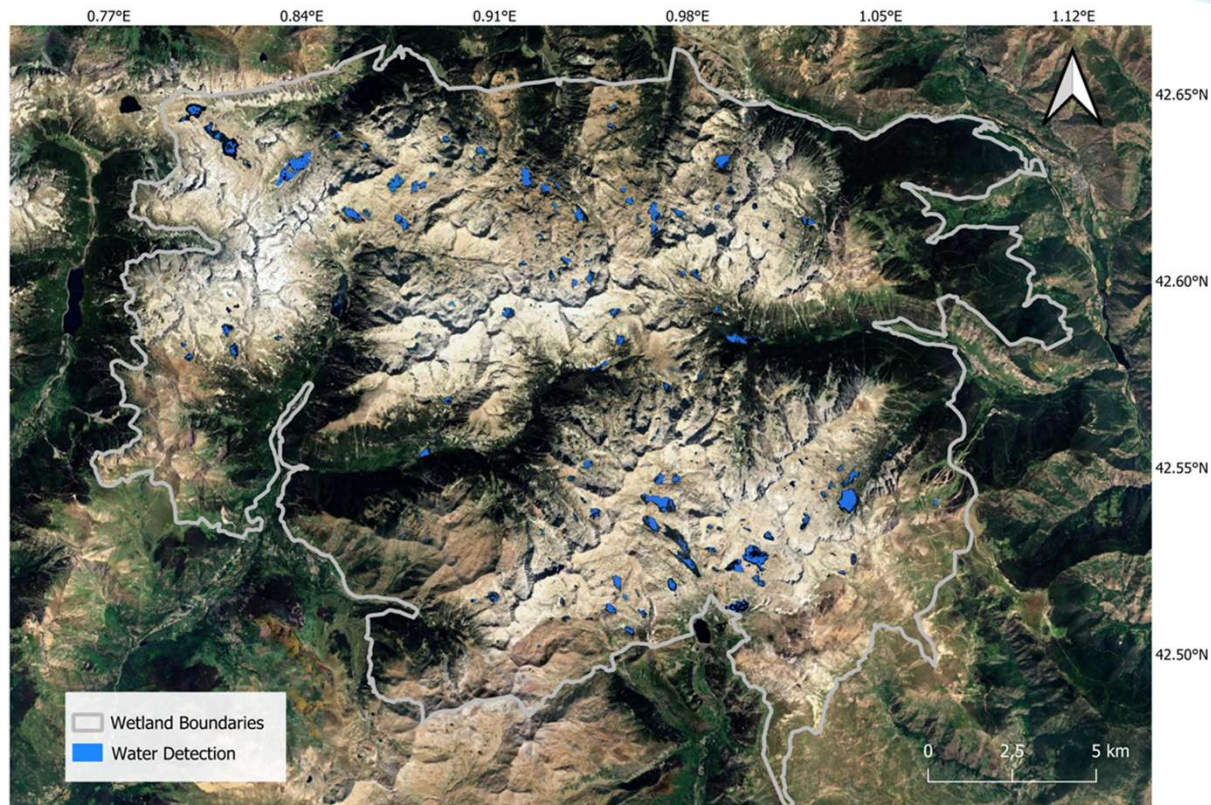 0.77°E 0.84°E 0.91°E 0.98°E 1.05°E 1.12°E
42.65°N
42.60°N
42.55°N
42.50°N
Wetland Boundaries
Water Detection
0 2,5 5 km